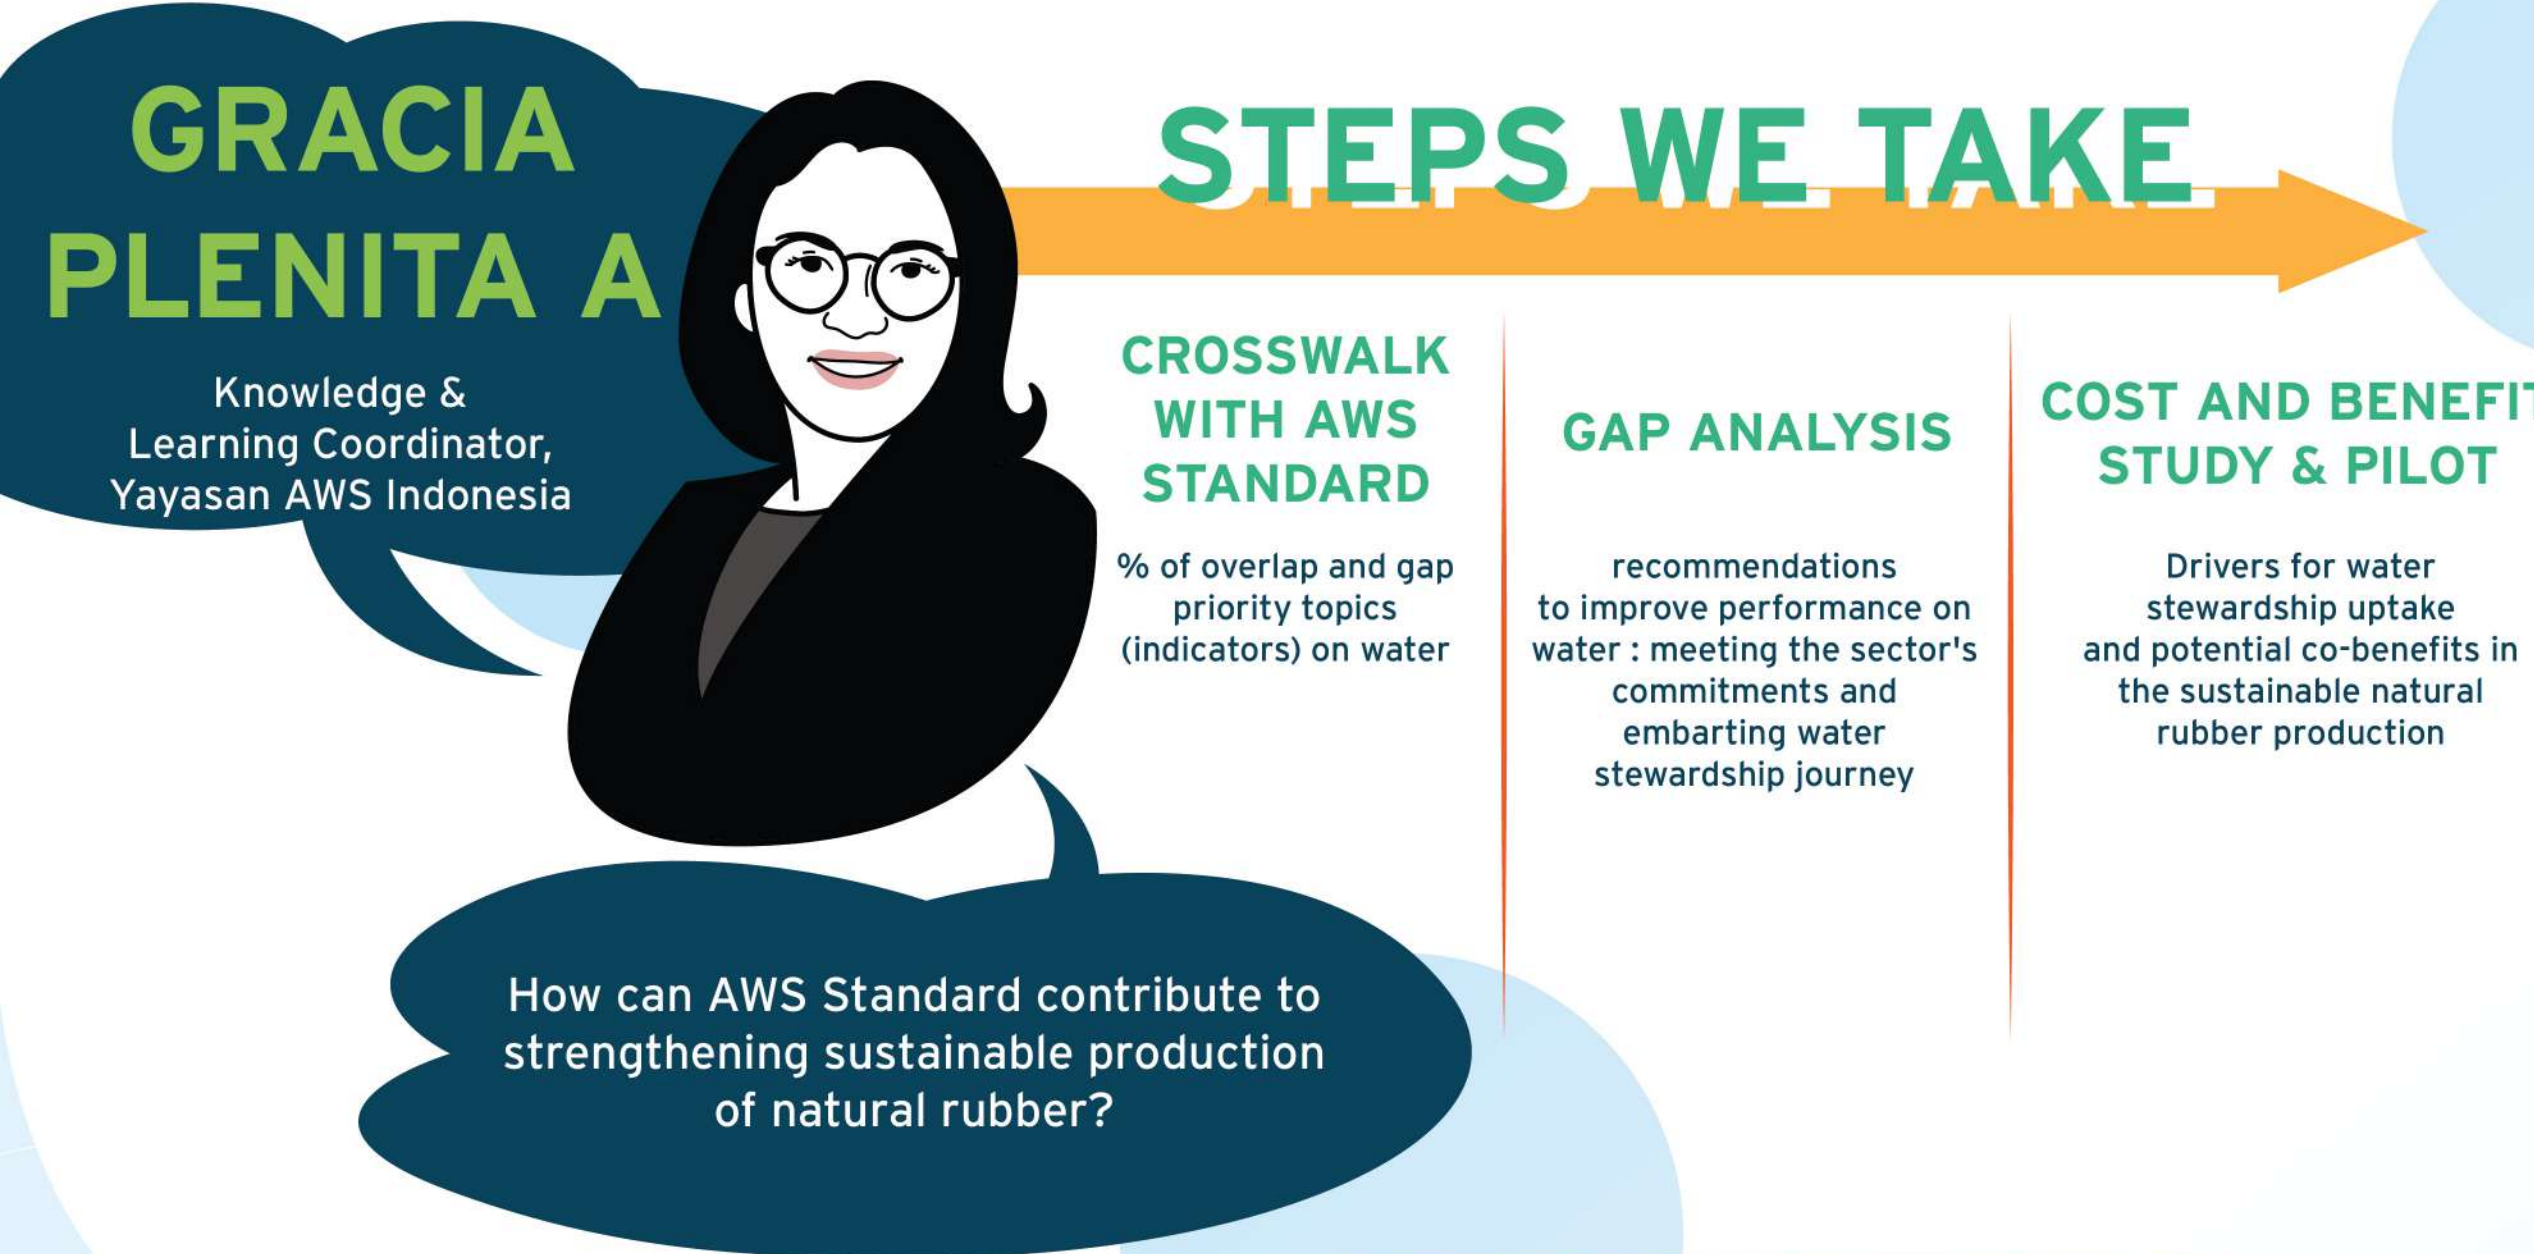 GRACIA
PLENITA A
Knowledge &
Learning Coordinator,
Yayasan AWS Indonesia
STEPS WE TAKE
CROSSWALK
WITH AWS
STANDARD
% of overlap and gap
priority topics
(indicators) on water
GAP ANALYSIS
recommendations
to improve performance on
water : meeting the sector's
commitments and
embarting water
stewardship journey
COST AND BENEFIT
STUDY & PILOT
Drivers for water
stewardship uptake
and potential co-benefits in
the sustainable natural
rubber production
How can AWS Standard contribute to
strengthening sustainable production
of natural rubber?